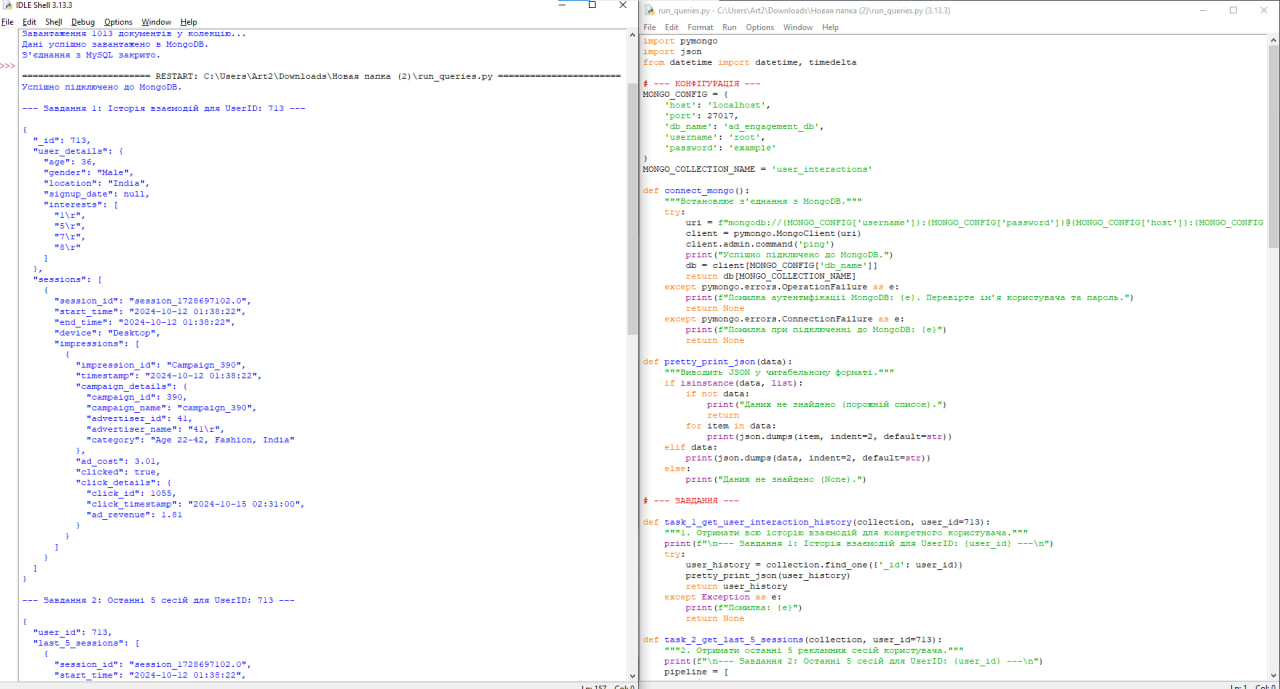 IDLE Shell 3.13.3
File Edit Shell Debug Options Window Help
Завантаження 1013 документів у колекцію...
Дані успішно завантажено в MongoDB.
З'єднання з MySQL закрито.
>>>
======================== RESTART: C:\Users\Art2\Downloads\Новая папка (2)\run_queries.py =======================
Успішно підключено до MongoDB.
--- Завдання 1: Історія взаємодій для UserID: 713 ---
{
"_id": 713,
"user_details": {
"age": 36,
"gender": "Male",
"location": "India",
"signup_date": null,
"interests": [
"1\r",
"5\r",
"7\r",
"8\r"
]
},
"sessions": [
{
"session_id": "session_1728697102.0",
"start_time": "2024-10-12 01:38:22",
"end_time": "2024-10-12 01:38:22",
"device": "Desktop",
"impressions": [
{
"impression_id": "Campaign_390",
"timestamp": "2024-10-12 01:38:22",
"campaign_details": {
"campaign_id": 390,
"campaign_name": "campaign_390",
"advertiser_id": 41,
"advertiser_name": "41\r",
"category": "Age 22-42, Fashion, India"
},
"ad_cost": 3.01,
"clicked": true,
"click_details": {
"click_id": 1055,
"click_timestamp": "2024-10-15 02:31:00",
"ad_revenue": 1.81
}
}
]
}
]
}
--- Завдання 2: Останні 5 сесій для UserID: 713 ---
{
"user_id": 713,
"last_5_sessions": [
{
"session_id": "session_1728697102.0",
"start_time": "2024-10-12 01:38:22",
run_queries.py - C:\Users\Art2\Downloads\Новая папка (2)\run_queries.py (3.13.3)
File Edit Format Run Options Window Help
import pymongo
import json
from datetime import datetime, timedelta
# --- КОНФІГУРАЦІЯ ---
MONGO_CONFIG = {
'host': 'localhost',
'port': 27017,
'db_name': 'ad_engagement_db',
'username': 'root',
'password': 'example'
}
MONGO_COLLECTION_NAME = 'user_interactions'
def connect_mongo():
"""Встановлює з'єднання з MongoDB."""
try:
uri = f"mongodb://{MONGO_CONFIG['username']}:{MONGO_CONFIG['password']}@{MONGO_CONFIG['host']}:{MONGO_CONFIG
client = pymongo.MongoClient(uri)
client.admin.command('ping')
print("Успішно підключено до MongoDB.")
db = client[MONGO_CONFIG['db_name']]
return db[MONGO_COLLECTION_NAME]
except pymongo.errors.OperationFailure as e:
print(f"Помилка аутентифікації MongoDB: {e}. Перевірте ім'я користувача та пароль.")
return None
except pymongo.errors.ConnectionFailure as e:
print(f"Помилка при підключенні до MongoDB: {e}")
return None
def pretty_print_json(data):
"""Виводить JSON у читабельному форматі."""
if isinstance(data, list):
if not data:
print("Даних не знайдено (порожній список).")
return
for item in data:
print(json.dumps(item, indent=2, default=str))
elif data:
print(json.dumps(data, indent=2, default=str))
else:
print("Даних не знайдено (None).")
# --- ЗАВДАННЯ ---
def task_1_get_user_interaction_history(collection, user_id=713):
"""1. Отримати всю історію взаємодій для конкретного користувача."""
print(f"\n--- Завдання 1: Історія взаємодій для UserID: {user_id} ---\n")
try:
user_history = collection.find_one({'_id': user_id})
pretty_print_json(user_history)
return user_history
except Exception as e:
print(f"Помилка: {e}")
return None
def task_2_get_last_5_sessions(collection, user_id=713):
"""2. Отримати останні 5 рекламних сесій користувача."""
print(f"\n--- Завдання 2: Останні 5 сесій для UserID: {user_id} ---\n")
pipeline = [